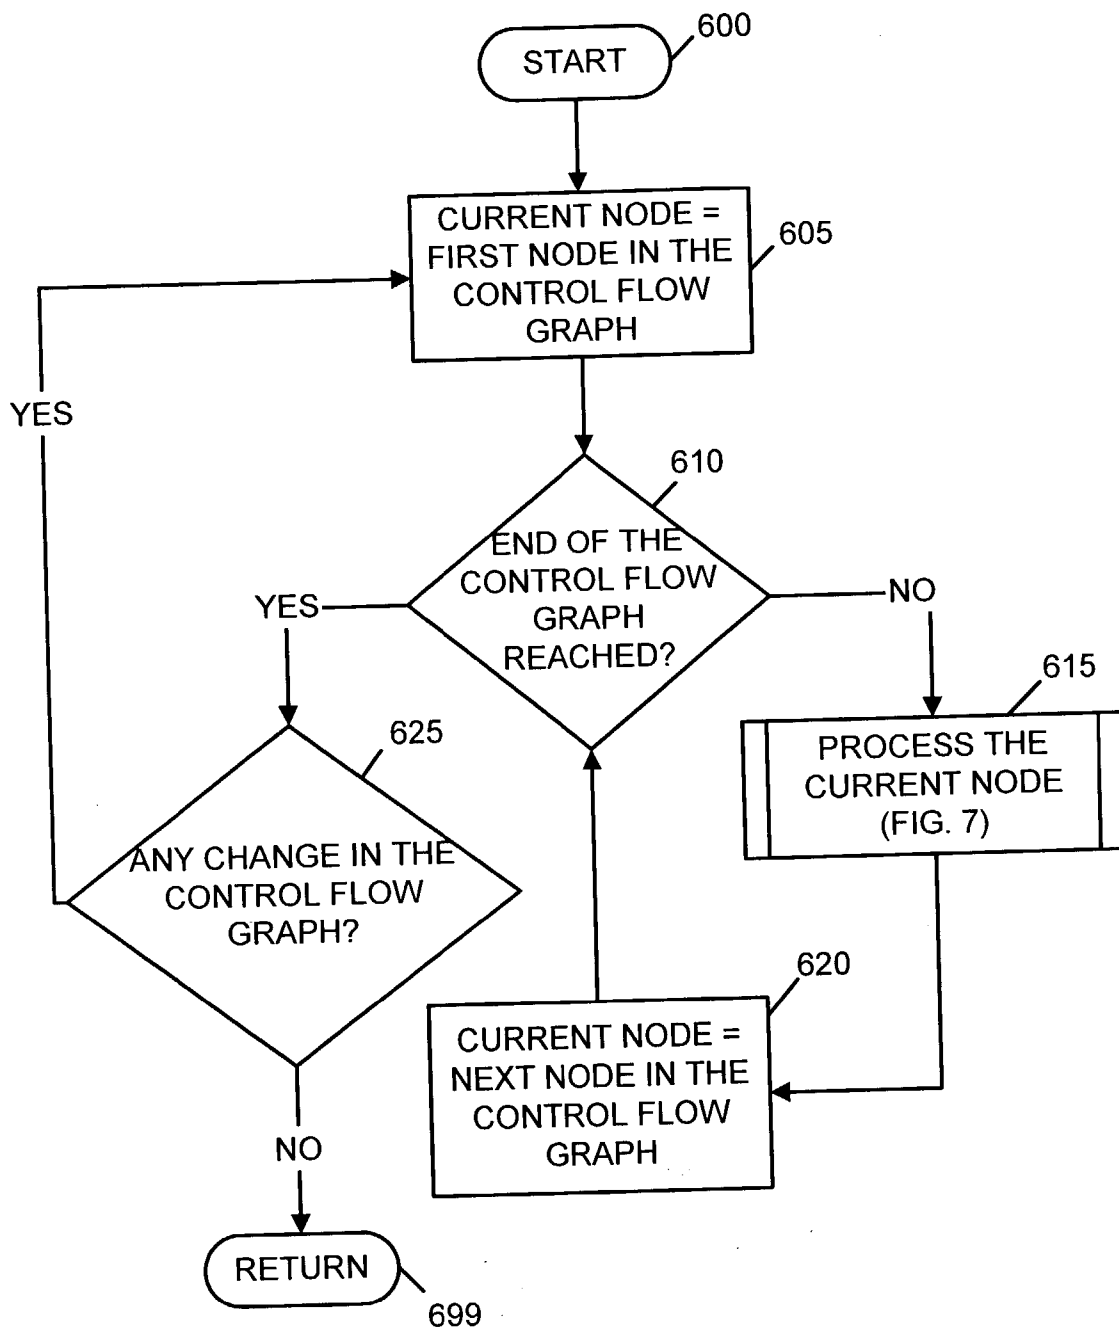 600
START
CURRENT NODE =
FIRST NODE IN THE
CONTROL FLOW
GRAPH
605
YES
610
END OF THE
CONTROL FLOW
GRAPH
REACHED?
YES
NO
615
PROCESS THE
CURRENT NODE
(FIG. 7)
625
ANY CHANGE IN THE
CONTROL FLOW
GRAPH?
620
CURRENT NODE =
NEXT NODE IN THE
CONTROL FLOW
GRAPH
NO
RETURN
699